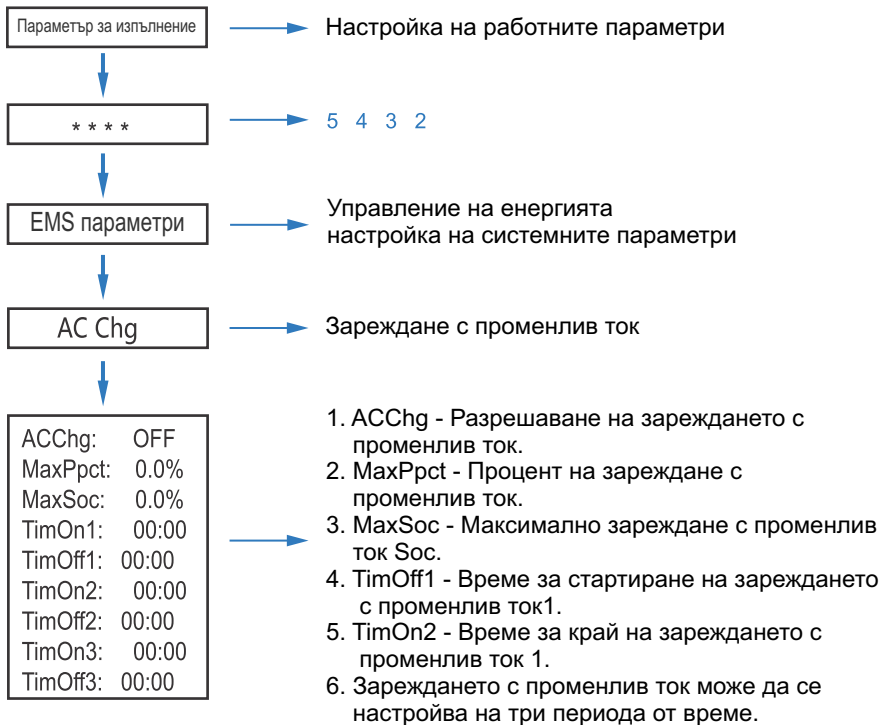 Параметър за изпълнение
Настройка на работните параметри
* * * *
5 4 3 2
EMS параметри
Управление на енергията
настройка на системните параметри
AC Chg
Зареждане с променлив ток
ACChg: OFF
MaxPpct: 0.0%
MaxSoc: 0.0%
TimOn1: 00:00
TimOff1: 00:00
TimOn2: 00:00
TimOff2: 00:00
TimOn3: 00:00
TimOff3: 00:00
1. ACChg - Разрешаване на зареждането с
променлив ток.
2. MaxPpct - Процент на зареждане с
променлив ток.
3. MaxSoc - Максимално зареждане с променлив
ток Soc.
4. TimOff1 - Време за стартиране на зареждането
с променлив ток1.
5. TimOn2 - Време за край на зареждането с
променлив ток 1.
6. Зареждането с променлив ток може да се
настройва на три периода от време.